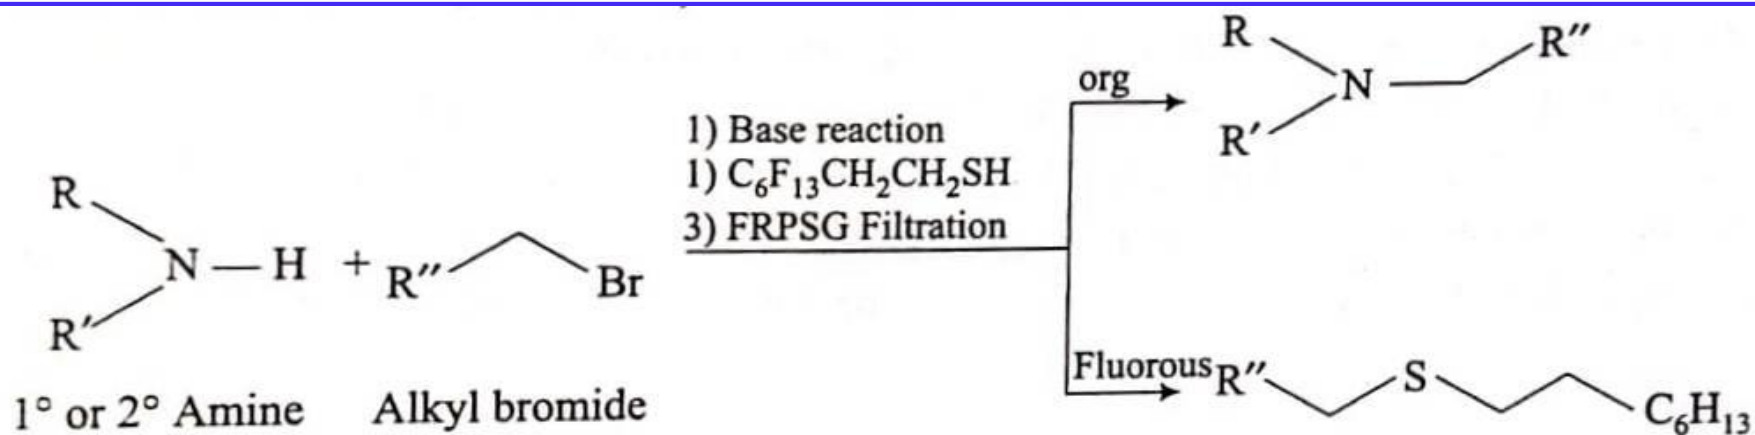 R
N — H
R′
+
R″
Br
1° or 2° Amine
Alkyl bromide
1) Base reaction
1) C₆F₁₃CH₂CH₂SH
3) FRPSG Filtration
org
R
N
R′
R″
Fluorous
R″
S
C₆H₁₃